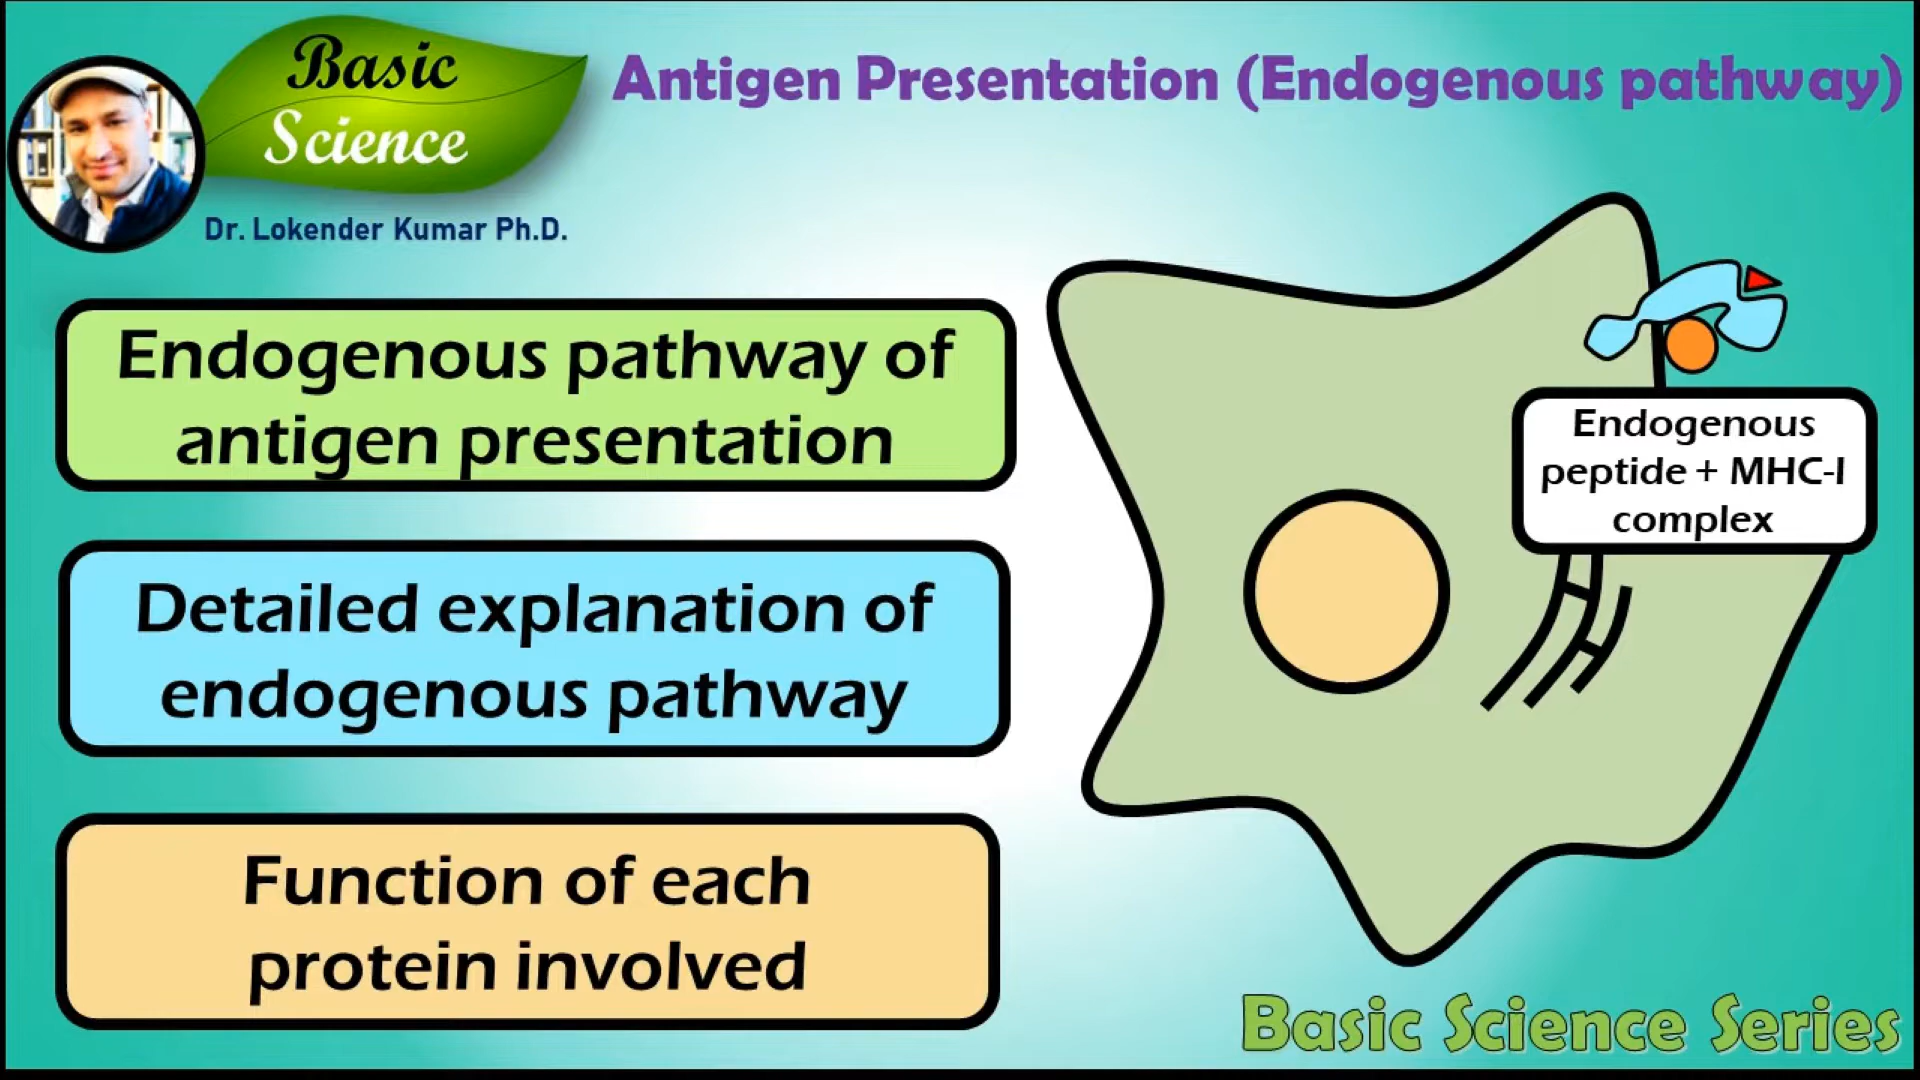 Basic
Science
Antigen Presentation (Endogenous pathway)
Dr. Lokender Kumar Ph.D.
Endogenous pathway of
antigen presentation
Detailed explanation of
endogenous pathway
Function of each
protein involved
Endogenous
peptide + MHC-I
complex
Basic Science Series